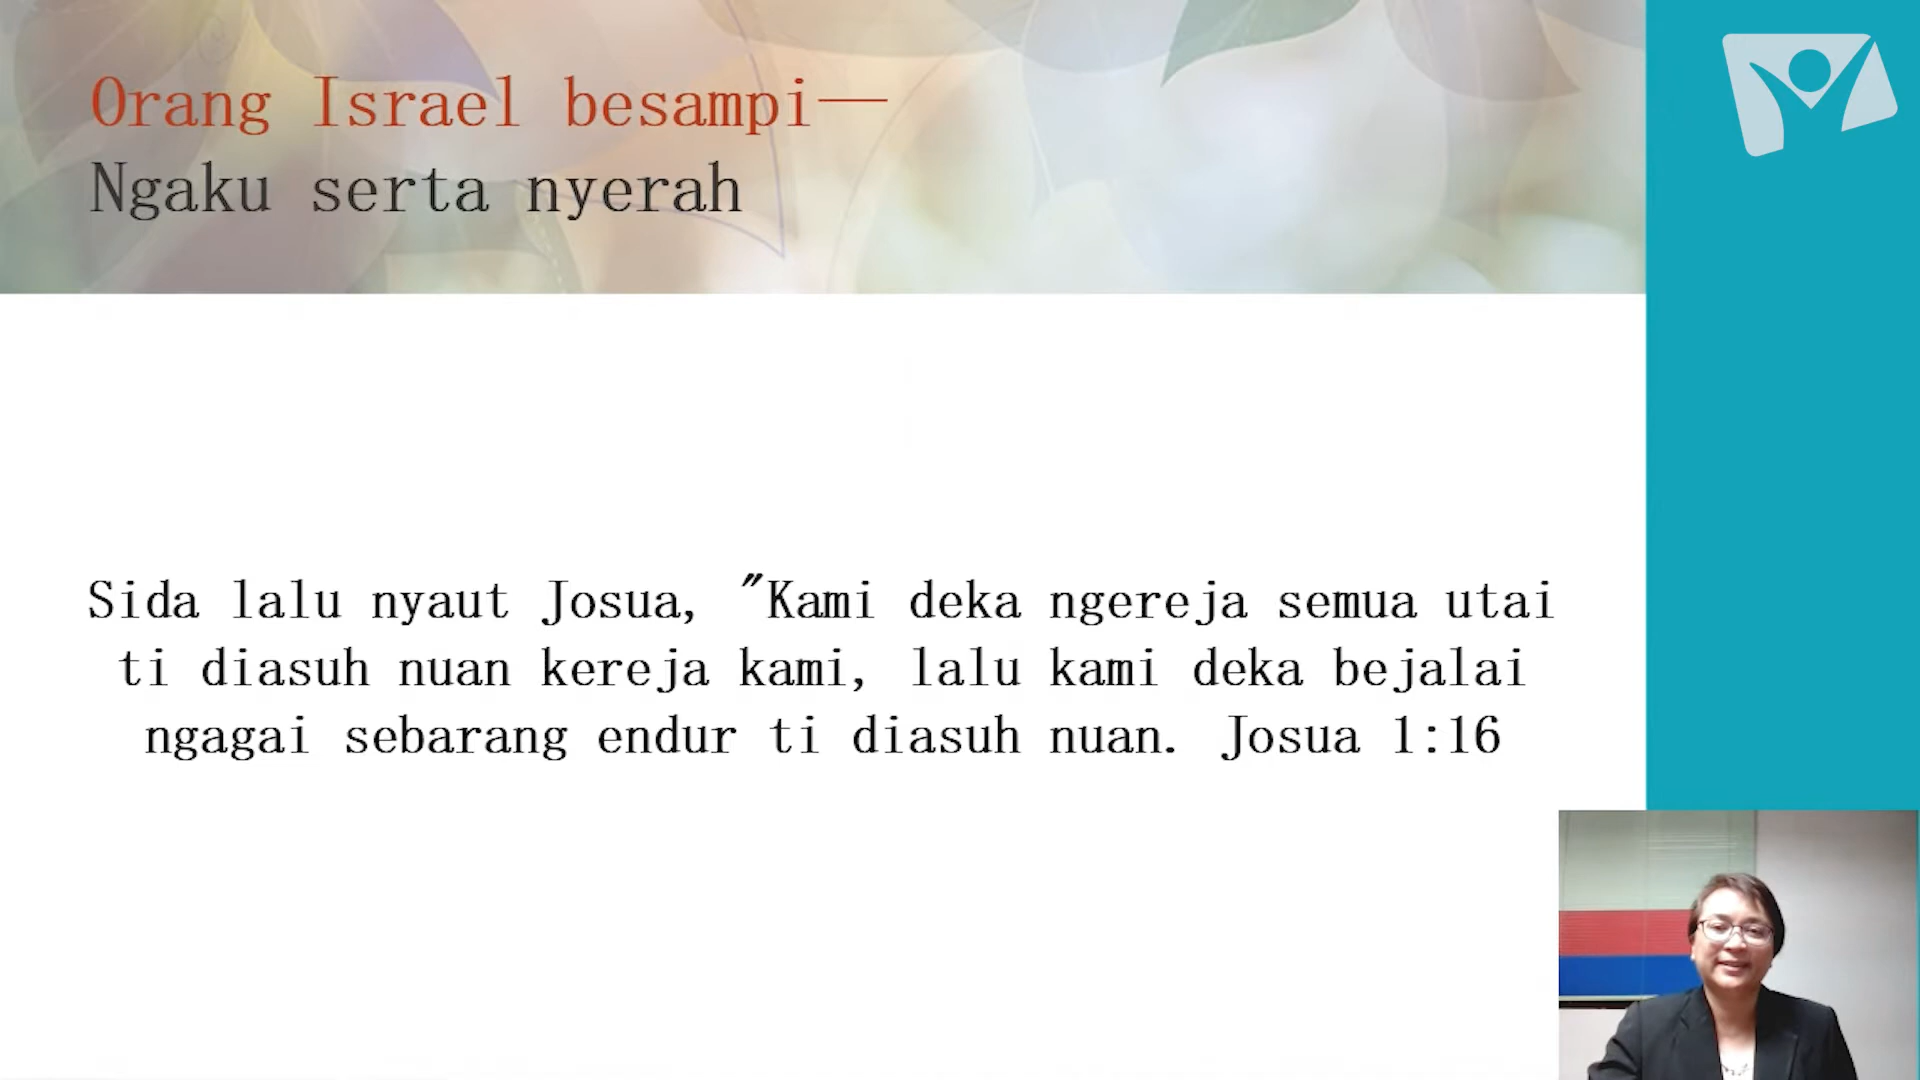 Orang Israel besampi—
Ngaku serta nyerah
Sida lalu nyaut Josua, "Kami deka ngereja semua utai
ti diasuh nuan kereja kami, lalu kami deka bejalai
ngagai sebarang endur ti diasuh nuan. Josua 1:16